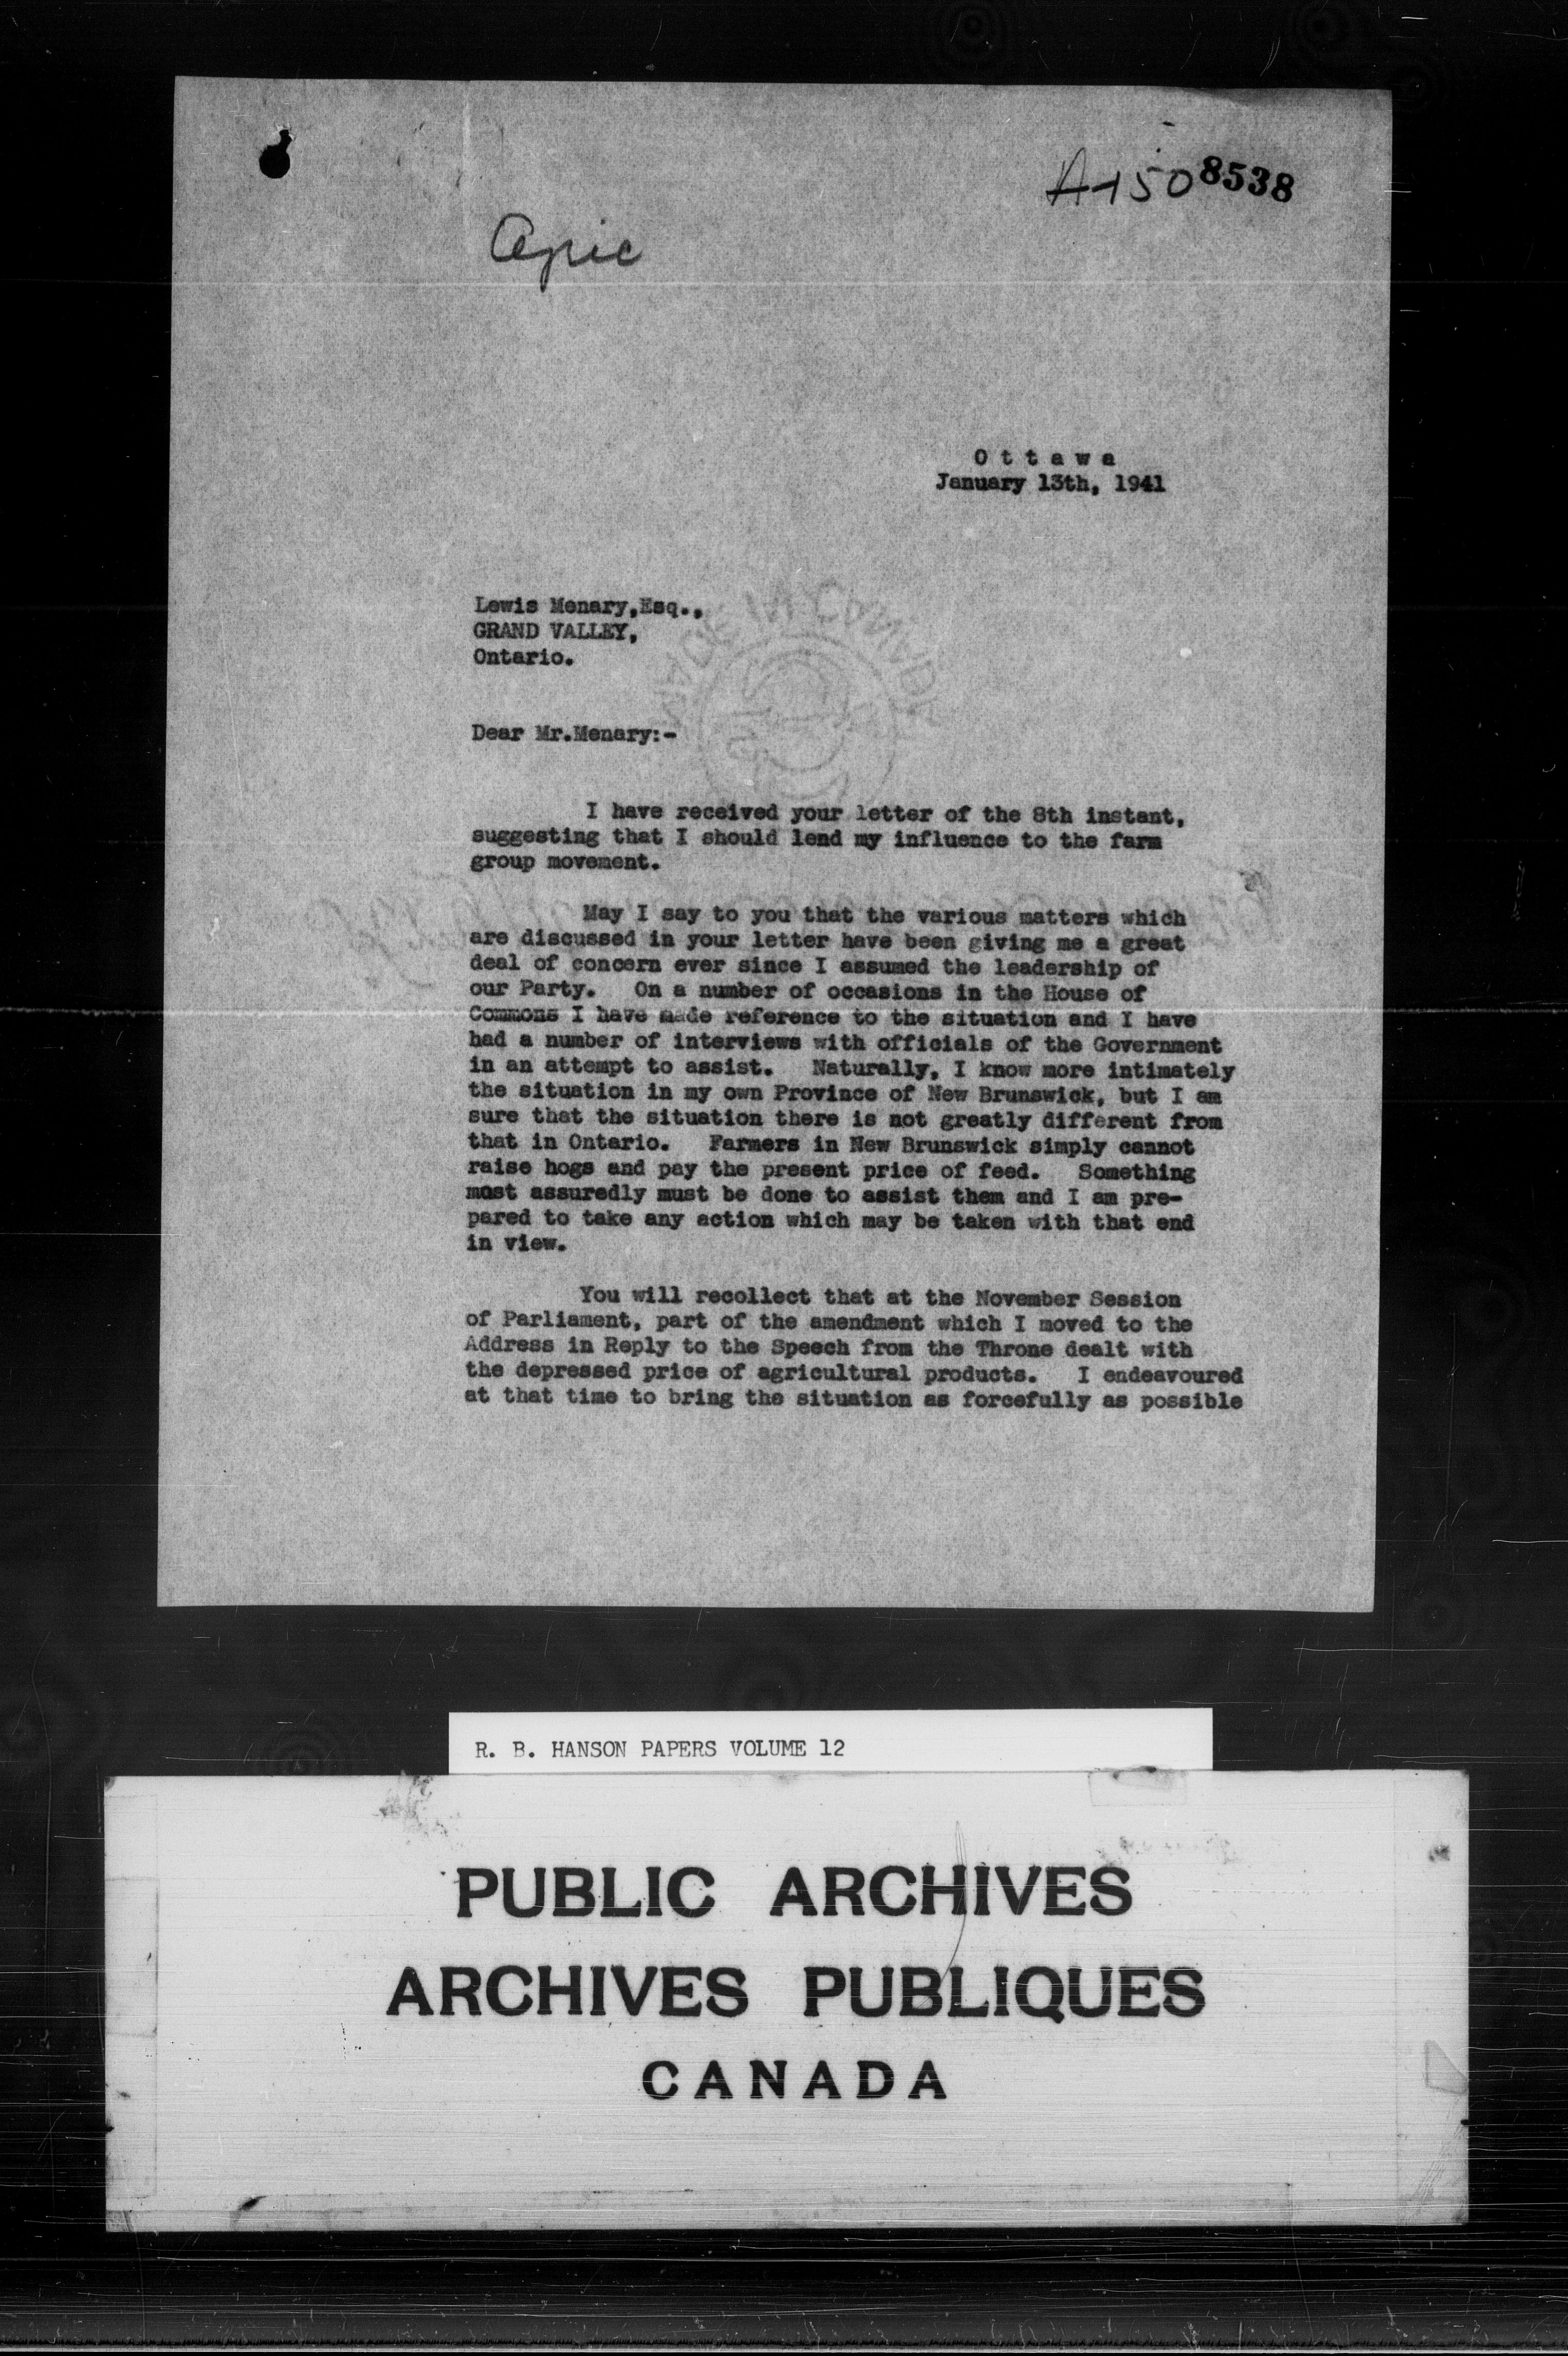 A-150 8538
Agric
Ottawa
January 13th, 1941
Lewis Menary,Esq.,
GRAND VALLEY,
Ontario.
Dear Mr.Menary:-
I have received your letter of the 8th instant,
suggesting that I should lend my influence to the farm
group movement.
May I say to you that the various matters which
are discussed in your letter have been giving me a great
deal of concern ever since I assumed the leadership of
our Party. On a number of occasions in the House of
Commons I have made reference to the situation and I have
had a number of interviews with officials of the Government
in an attempt to assist. Naturally, I know more intimately
the situation in my own Province of New Brunswick, but I am
sure that the situation there is not greatly different from
that in Ontario. Farmers in New Brunswick simply cannot
raise hogs and pay the present price of feed. Something
most assuredly must be done to assist them and I am pre-
pared to take any action which may be taken with that end
in view.
You will recollect that at the November Session
of Parliament, part of the amendment which I moved to the
Address in Reply to the Speech from the Throne dealt with
the depressed price of agricultural products. I endeavoured
at that time to bring the situation as forcefully as possible
R. B. HANSON PAPERS VOLUME 12
PUBLIC ARCHIVES
ARCHIVES PUBLIQUES
CANADA